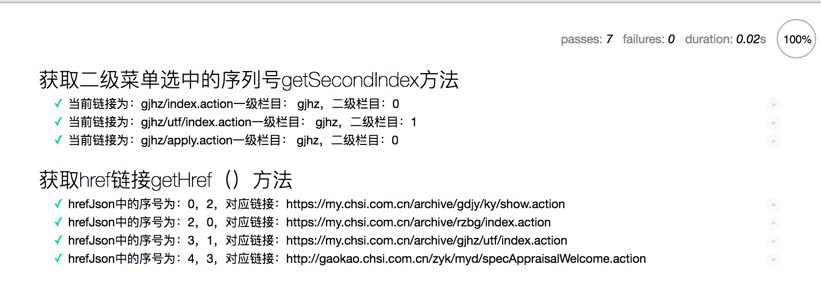 passes: 7 failures: 0 duration: 0.02s 100%
获取二级菜单选中的序列号getSecondIndex方法
✓ 当前链接为：gjhz/index.action一级栏目： gjhz，二级栏目：0
✓ 当前链接为：gjhz/utf/index.action一级栏目： gjhz，二级栏目：1
✓ 当前链接为：gjhz/apply.action一级栏目： gjhz，二级栏目：0
获取href链接getHref（）方法
✓ hrefJson中的序号为：0，2，对应链接：https://my.chsi.com.cn/archive/gdjy/ky/show.action
✓ hrefJson中的序号为：2，0，对应链接：https://my.chsi.com.cn/archive/rzbg/index.action
✓ hrefJson中的序号为：3，1，对应链接：https://my.chsi.com.cn/archive/gjhz/utf/index.action
✓ hrefJson中的序号为：4，3，对应链接：http://gaokao.chsi.com.cn/zyk/myd/specAppraisalWelcome.action